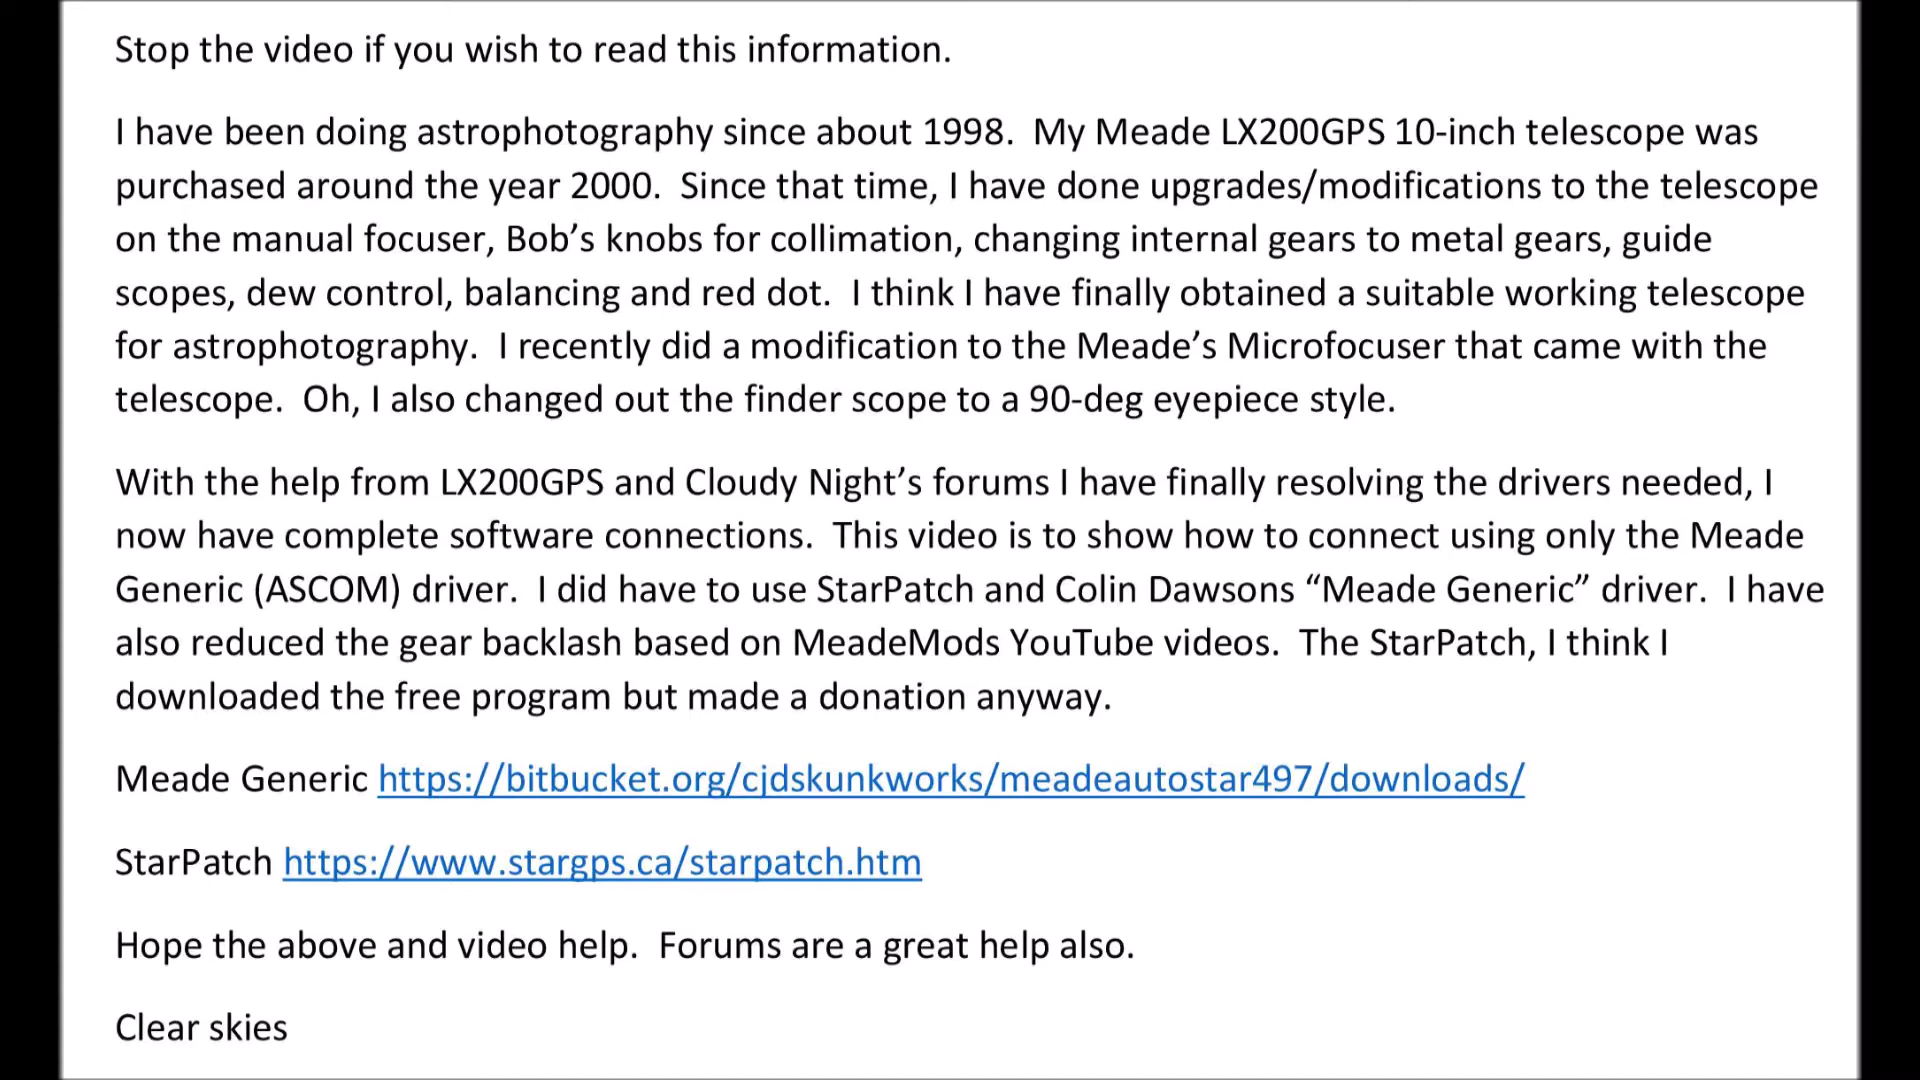 Stop the video if you wish to read this information.
I have been doing astrophotography since about 1998.  My Meade LX200GPS 10-inch telescope was
purchased around the year 2000.  Since that time, I have done upgrades/modifications to the telescope
on the manual focuser, Bob’s knobs for collimation, changing internal gears to metal gears, guide
scopes, dew control, balancing and red dot.  I think I have finally obtained a suitable working telescope
for astrophotography.  I recently did a modification to the Meade’s Microfocuser that came with the
telescope.  Oh, I also changed out the finder scope to a 90-deg eyepiece style.
With the help from LX200GPS and Cloudy Night’s forums I have finally resolving the drivers needed, I
now have complete software connections.  This video is to show how to connect using only the Meade
Generic (ASCOM) driver.  I did have to use StarPatch and Colin Dawsons “Meade Generic” driver.  I have
also reduced the gear backlash based on MeadeMods YouTube videos.  The StarPatch, I think I
downloaded the free program but made a donation anyway.
Meade Generic https://bitbucket.org/cjdskunkworks/meadeautostar497/downloads/
StarPatch https://www.stargps.ca/starpatch.htm
Hope the above and video help.  Forums are a great help also.
Clear skies